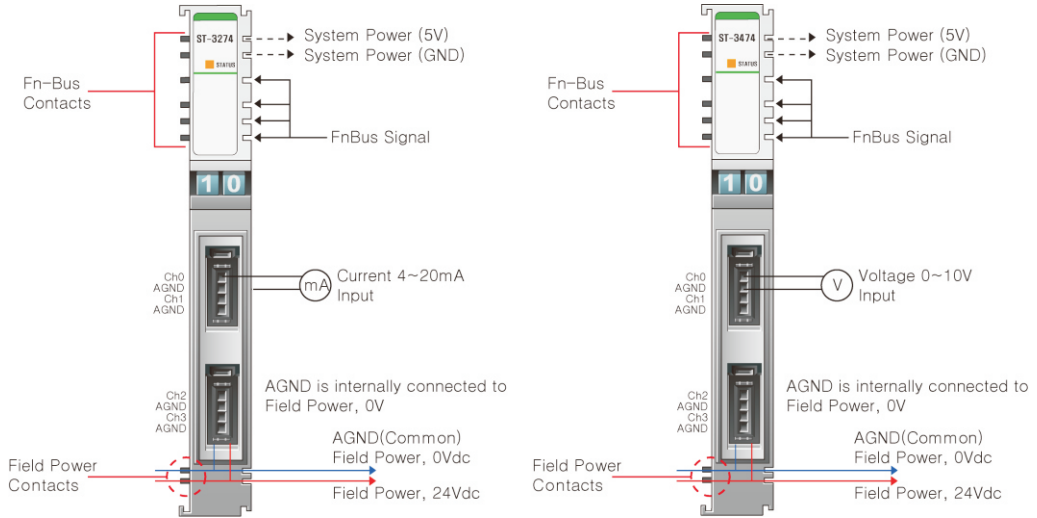 ST-3274
STATUS
System Power (5V)
System Power (GND)
Fn-Bus
Contacts
FnBus Signal
10
Ch0
AGND
Ch1
AGND
Current 4~20mA
Input
mA
Ch2
AGND
Ch3
AGND
AGND is internally connected to
Field Power, 0V
AGND(Common)
Field Power, 0Vdc
Field Power
Contacts
Field Power, 24Vdc
ST-3474
STATUS
System Power (5V)
System Power (GND)
Fn-Bus
Contacts
FnBus Signal
10
Ch0
AGND
Ch1
AGND
Voltage 0~10V
Input
V
Ch2
AGND
Ch3
AGND
AGND is internally connected to
Field Power, 0V
AGND(Common)
Field Power, 0Vdc
Field Power
Contacts
Field Power, 24Vdc